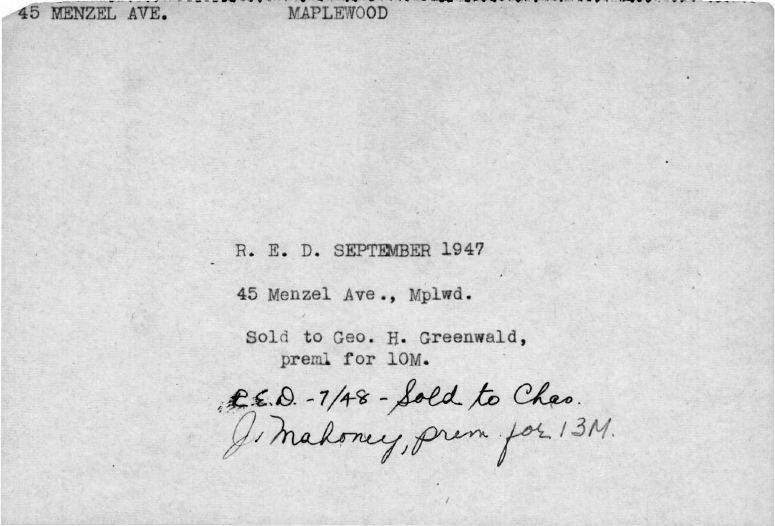 45 MENZEL AVE. MAPLEWOOD
R. E. D. SEPTEMBER 1947
45 Menzel Ave., Mplwd.
Sold to Geo. H. Greenwald,
preml for 10M.
R.E.D. - 7/48 - Sold to Chas.
J. Mahoney, prem for 13M.